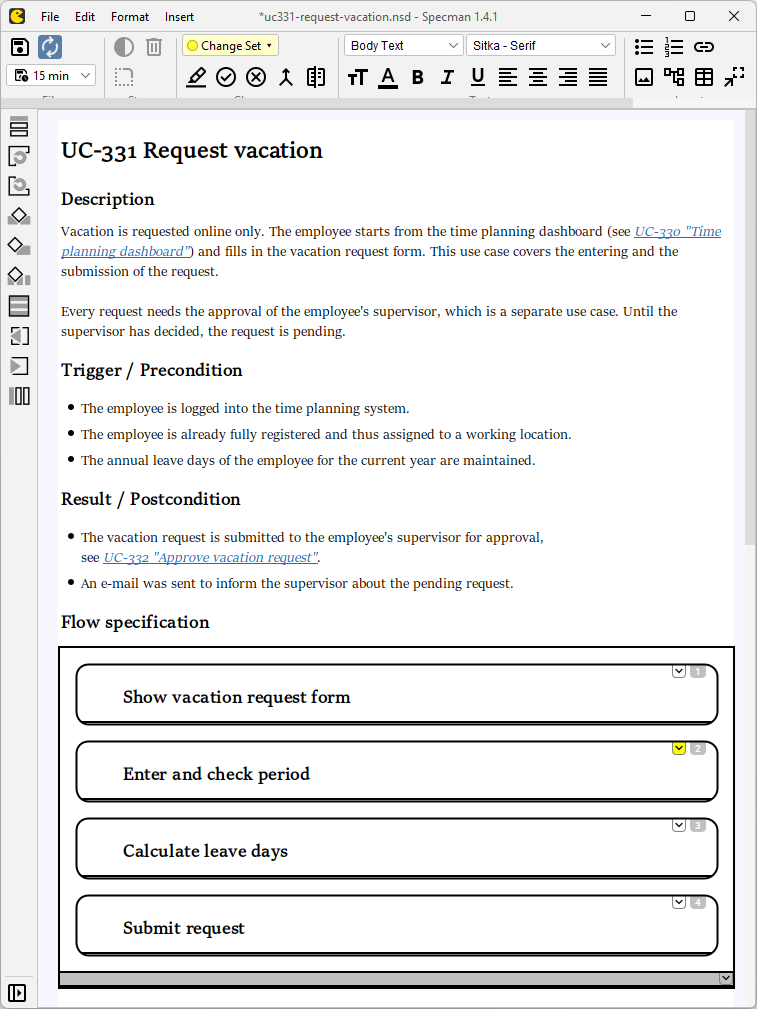 File Edit Format Insert *uc331-request-vacation.nsd - Specman 1.4.1
Change Set Body Text Sitka - Serif
15 min
UC-331 Request vacation
Description
Vacation is requested online only. The employee starts from the time planning dashboard (see UC-330 "Time
planning dashboard") and fills in the vacation request form. This use case covers the entering and the
submission of the request.
Every request needs the approval of the employee's supervisor, which is a separate use case. Until the
supervisor has decided, the request is pending.
Trigger / Precondition
• The employee is logged into the time planning system.
• The employee is already fully registered and thus assigned to a working location.
• The annual leave days of the employee for the current year are maintained.
Result / Postcondition
• The vacation request is submitted to the employee's supervisor for approval,
see UC-332 "Approve vacation request".
• An e-mail was sent to inform the supervisor about the pending request.
Flow specification
1
Show vacation request form
2
Enter and check period
3
Calculate leave days
4
Submit request